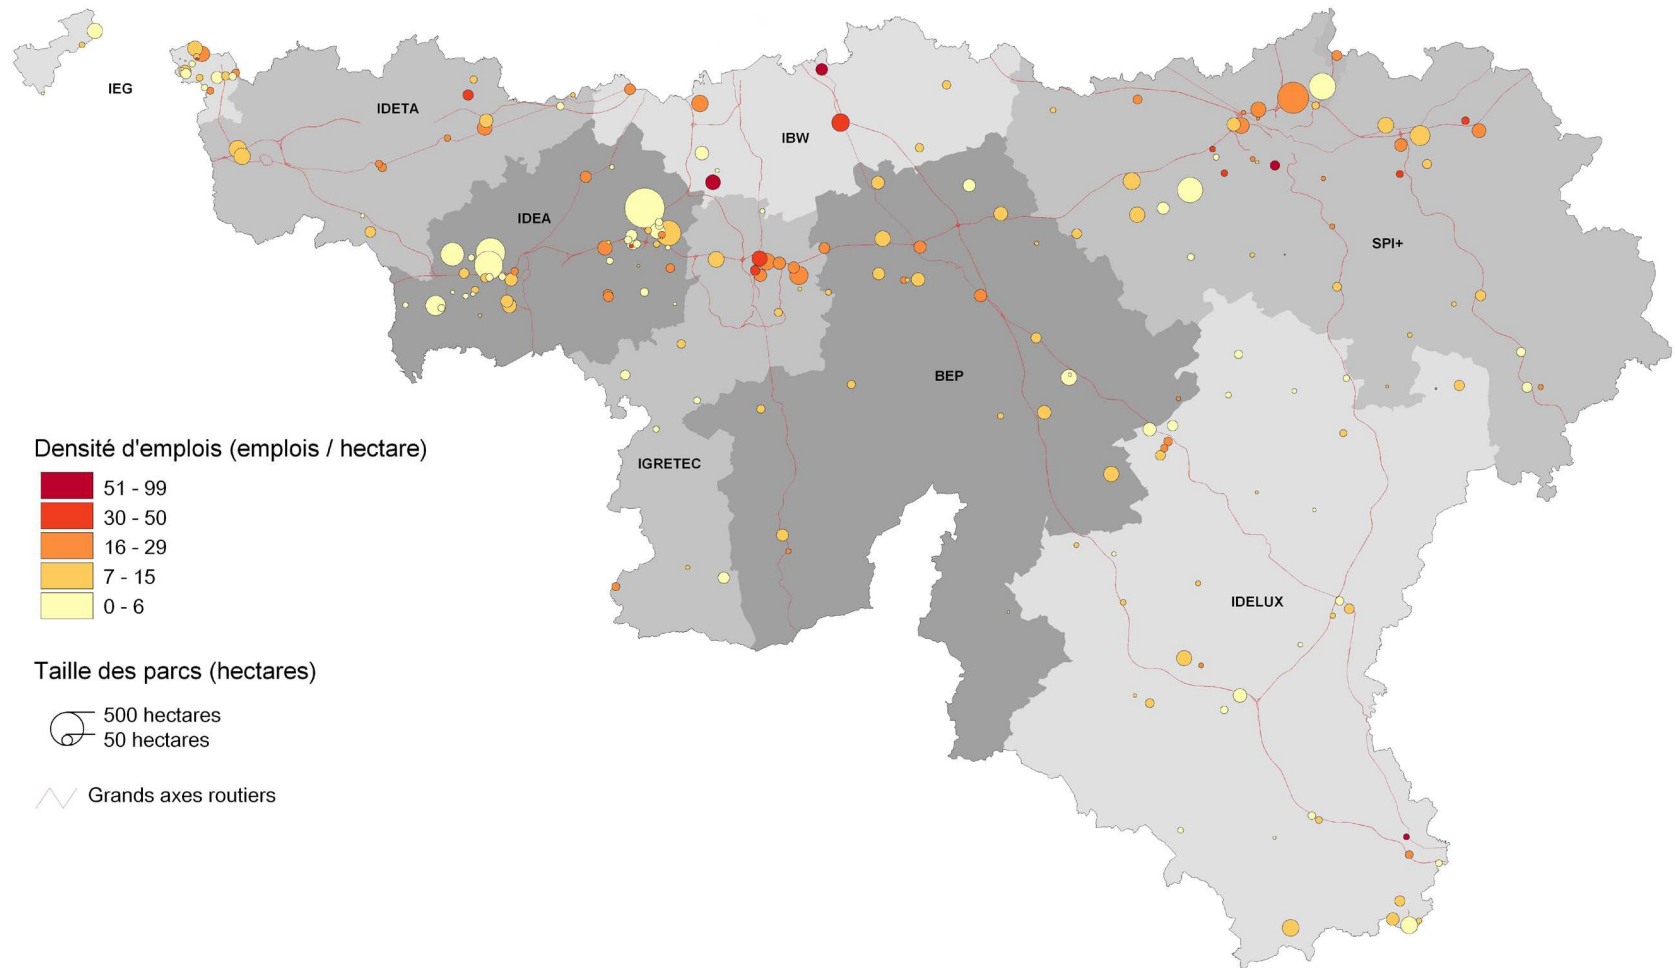 IEG
IDETA
IBW
IDEA
SPI+
BEP
IGRETEC
IDELUX
Densité d'emplois (emplois / hectare)
51 - 99
30 - 50
16 - 29
7 - 15
0 - 6
Taille des parcs (hectares)
500 hectares
50 hectares
Grands axes routiers